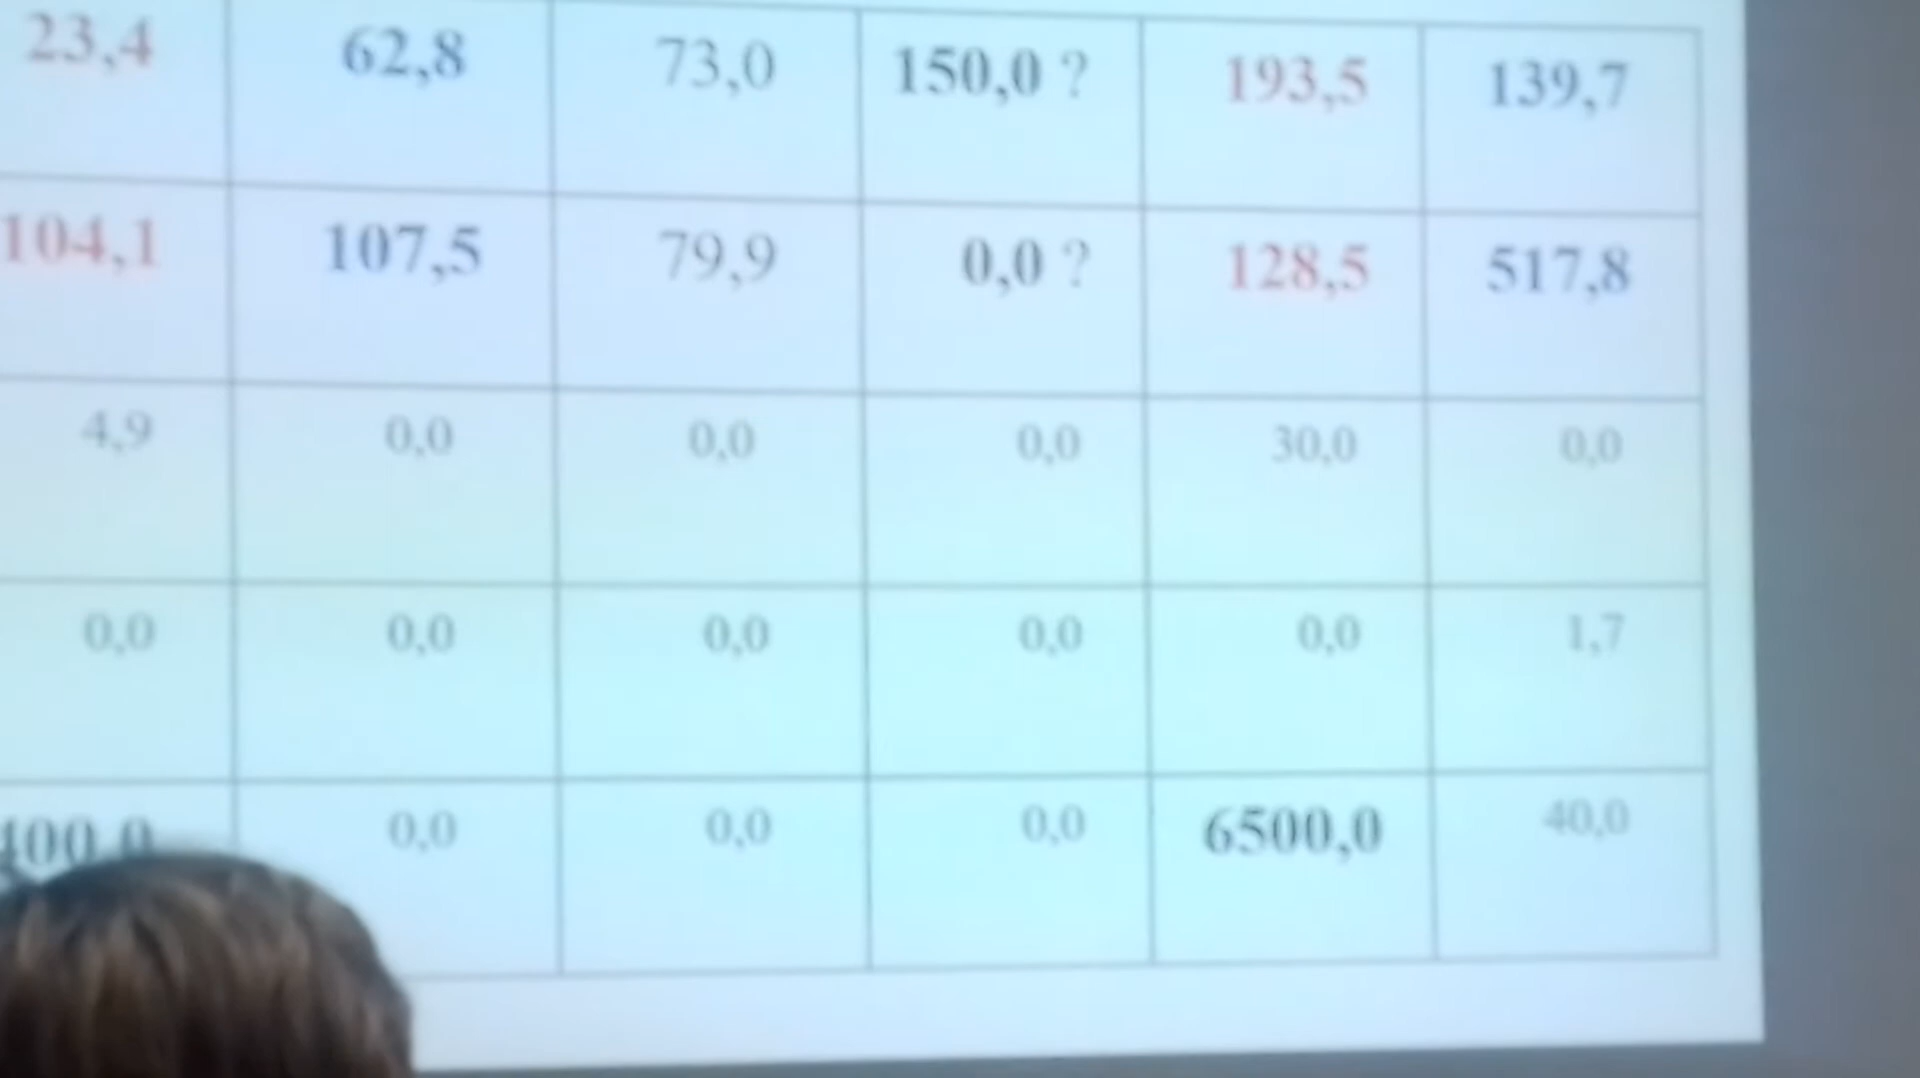 23,4 62,8 73,0 150,0 ? 193,5 139,7
104,1 107,5 79,9 0,0 ? 128,5 517,8
4,9 0,0 0,0 0,0 30,0 0,0
0,0 0,0 0,0 0,0 0,0 1,7
0,0 0,0 0,0 6500,0 40,0